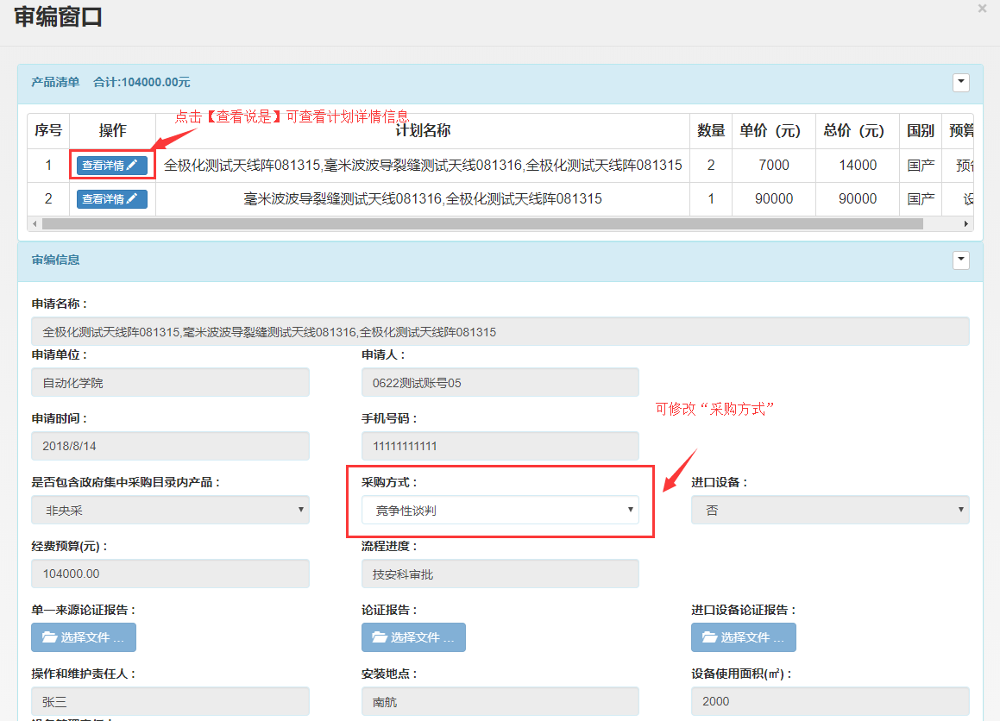 审编窗口
×
产品清单 合计:104000.00元
点击【查看说是】可查看计划详情信息
序号 操作 计划名称 数量 单价（元） 总价（元） 国别 预算
1 查看详情 全极化测试天线阵081315,毫米波波导裂缝测试天线081316,全极化测试天线阵081315 2 7000 14000 国产
2 查看详情 毫米波波导裂缝测试天线081316,全极化测试天线阵081315 1 90000 90000 国产 设
审编信息
申请名称：
全极化测试天线阵081315,毫米波波导裂缝测试天线081316,全极化测试天线阵081315
申请单位： 申请人：
自动化学院 0622测试账号05
可修改“采购方式”
申请时间： 手机号码：
2018/8/14 11111111111
是否包含政府集中采购目录内产品： 采购方式： 进口设备：
非央采 竞争性谈判 否
经费预算(元)： 流程进度：
104000.00 技安科审批
单一来源论证报告： 论证报告： 进口设备论证报告：
选择文件 ... 选择文件 ... 选择文件 ...
操作和维护责任人： 安装地点： 设备使用面积(㎡)：
张三 南航 2000